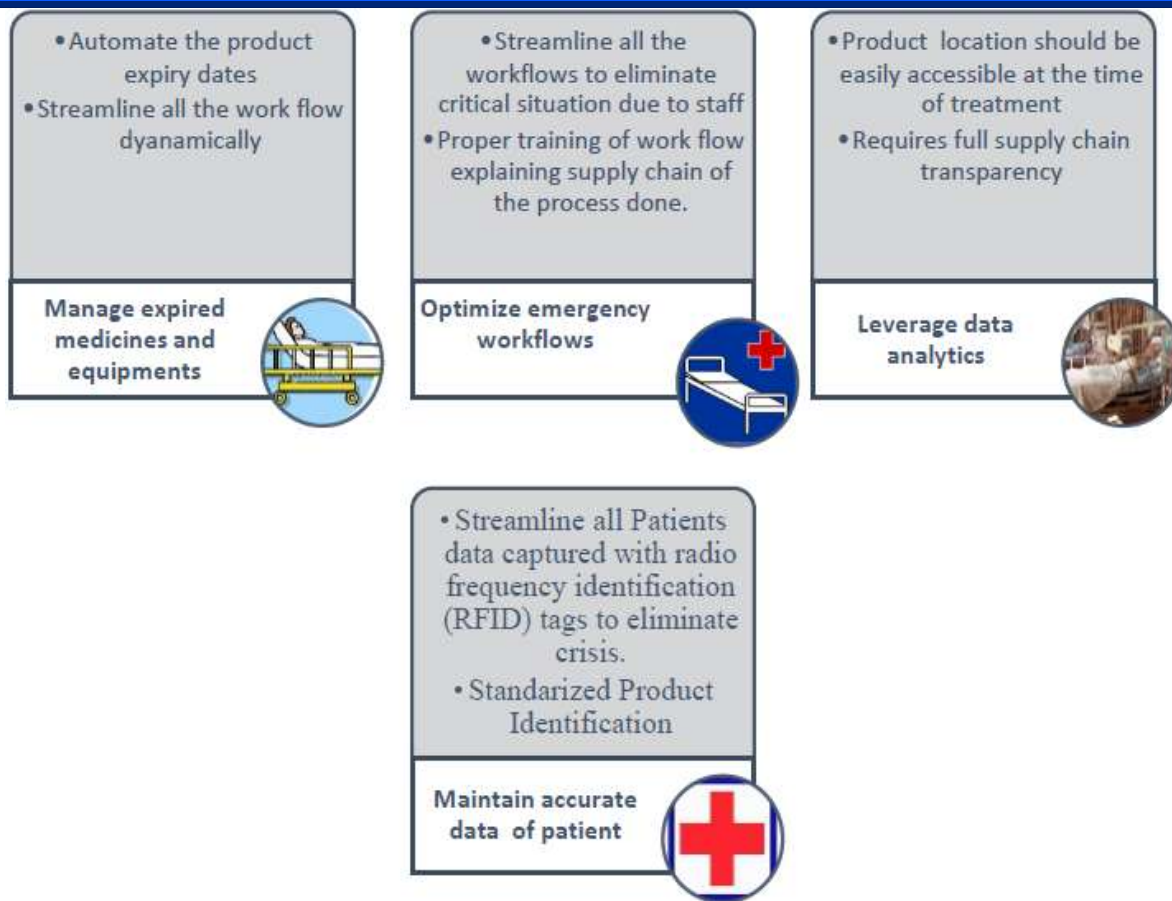 •Automate the product
expiry dates
•Streamline all the work flow
dyanamically
Manage expired
medicines and
equipments
•Streamline all the
workflows to eliminate
critical situation due to staff
•Proper training of work flow
explaining supply chain of
the process done.
Optimize emergency
workflows
•Product location should be
easily accessible at the time
of treatment
•Requires full supply chain
transparency
Leverage data
analytics
• Streamline all Patients
data captured with radio
frequency identification
(RFID) tags to eliminate
crisis.
• Standarized Product
Identification
Maintain accurate
data of patient